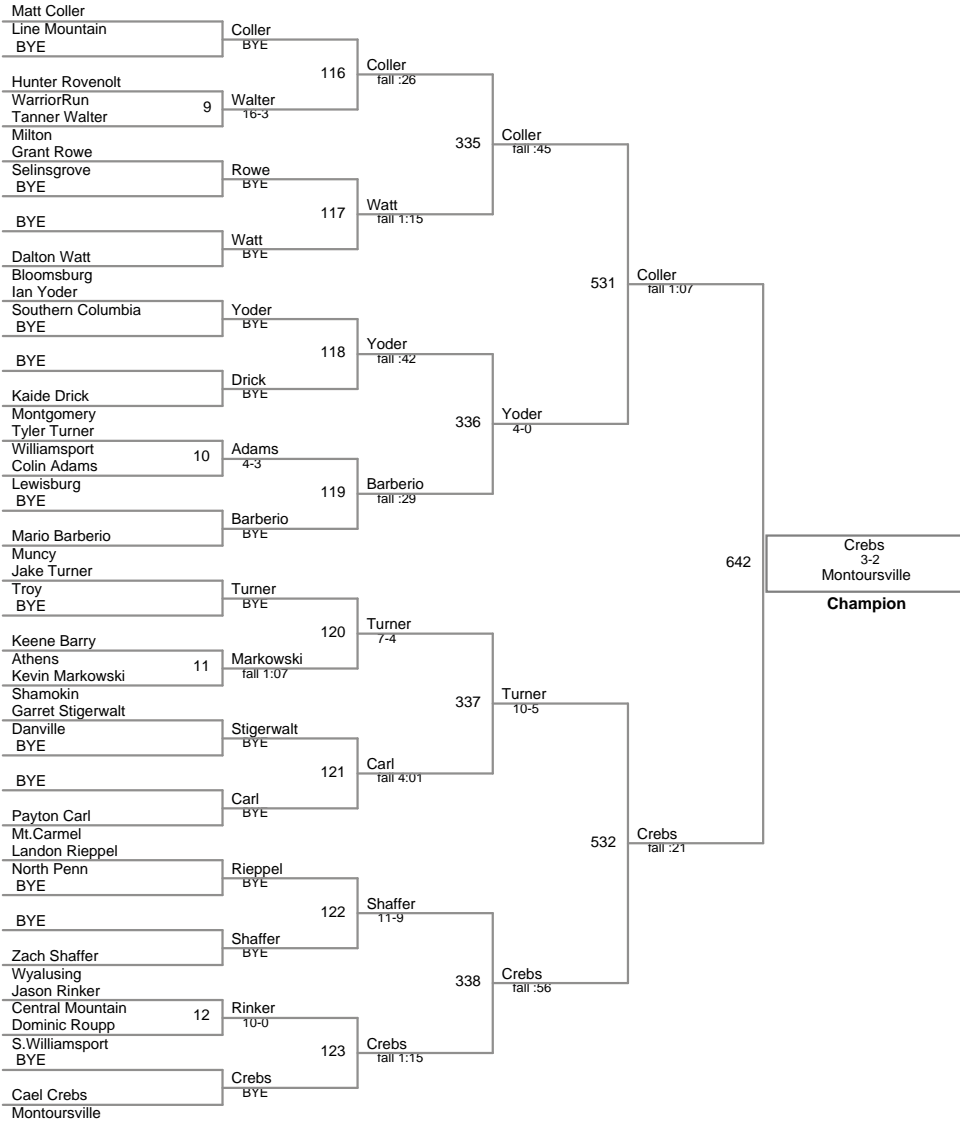 Matt Coller
Line Mountain
BYE
Hunter Rovenolt
WarriorRun
Tanner Walter
Milton
Grant Rowe
Selinsgrove
BYE
BYE
Dalton Watt
Bloomsburg
Ian Yoder
Southern Columbia
BYE
BYE
Kaide Drick
Montgomery
Tyler Turner
Williamsport
Colin Adams
Lewisburg
BYE
Mario Barberio
Muncy
Jake Turner
Troy
BYE
Keene Barry
Athens
Kevin Markowski
Shamokin
Garret Stigerwalt
Danville
BYE
BYE
Payton Carl
Mt.Carmel
Landon Rieppel
North Penn
BYE
BYE
Zach Shaffer
Wyalusing
Jason Rinker
Central Mountain
Dominic Roupp
S.Williamsport
BYE
Cael Crebs
Montoursville
9
10
11
12
Coller
BYE
Walter
16-3
Rowe
BYE
Watt
BYE
Yoder
BYE
Drick
BYE
Adams
4-3
Barberio
BYE
Turner
BYE
Markowski
fall 1:07
Stigerwalt
BYE
Carl
BYE
Rieppel
BYE
Shaffer
BYE
Rinker
10-0
Crebs
BYE
116
117
118
119
120
121
122
123
Coller
fall :26
Watt
fall 1:15
Yoder
fall :42
Barberio
fall :29
Turner
7-4
Carl
fall 4:01
Shaffer
11-9
Crebs
fall 1:15
335
336
337
338
Coller
fall :45
Yoder
4-0
Turner
10-5
Crebs
fall :56
531
532
Coller
fall 1:07
Crebs
fall :21
642
Crebs
3-2
Montoursville
Champion